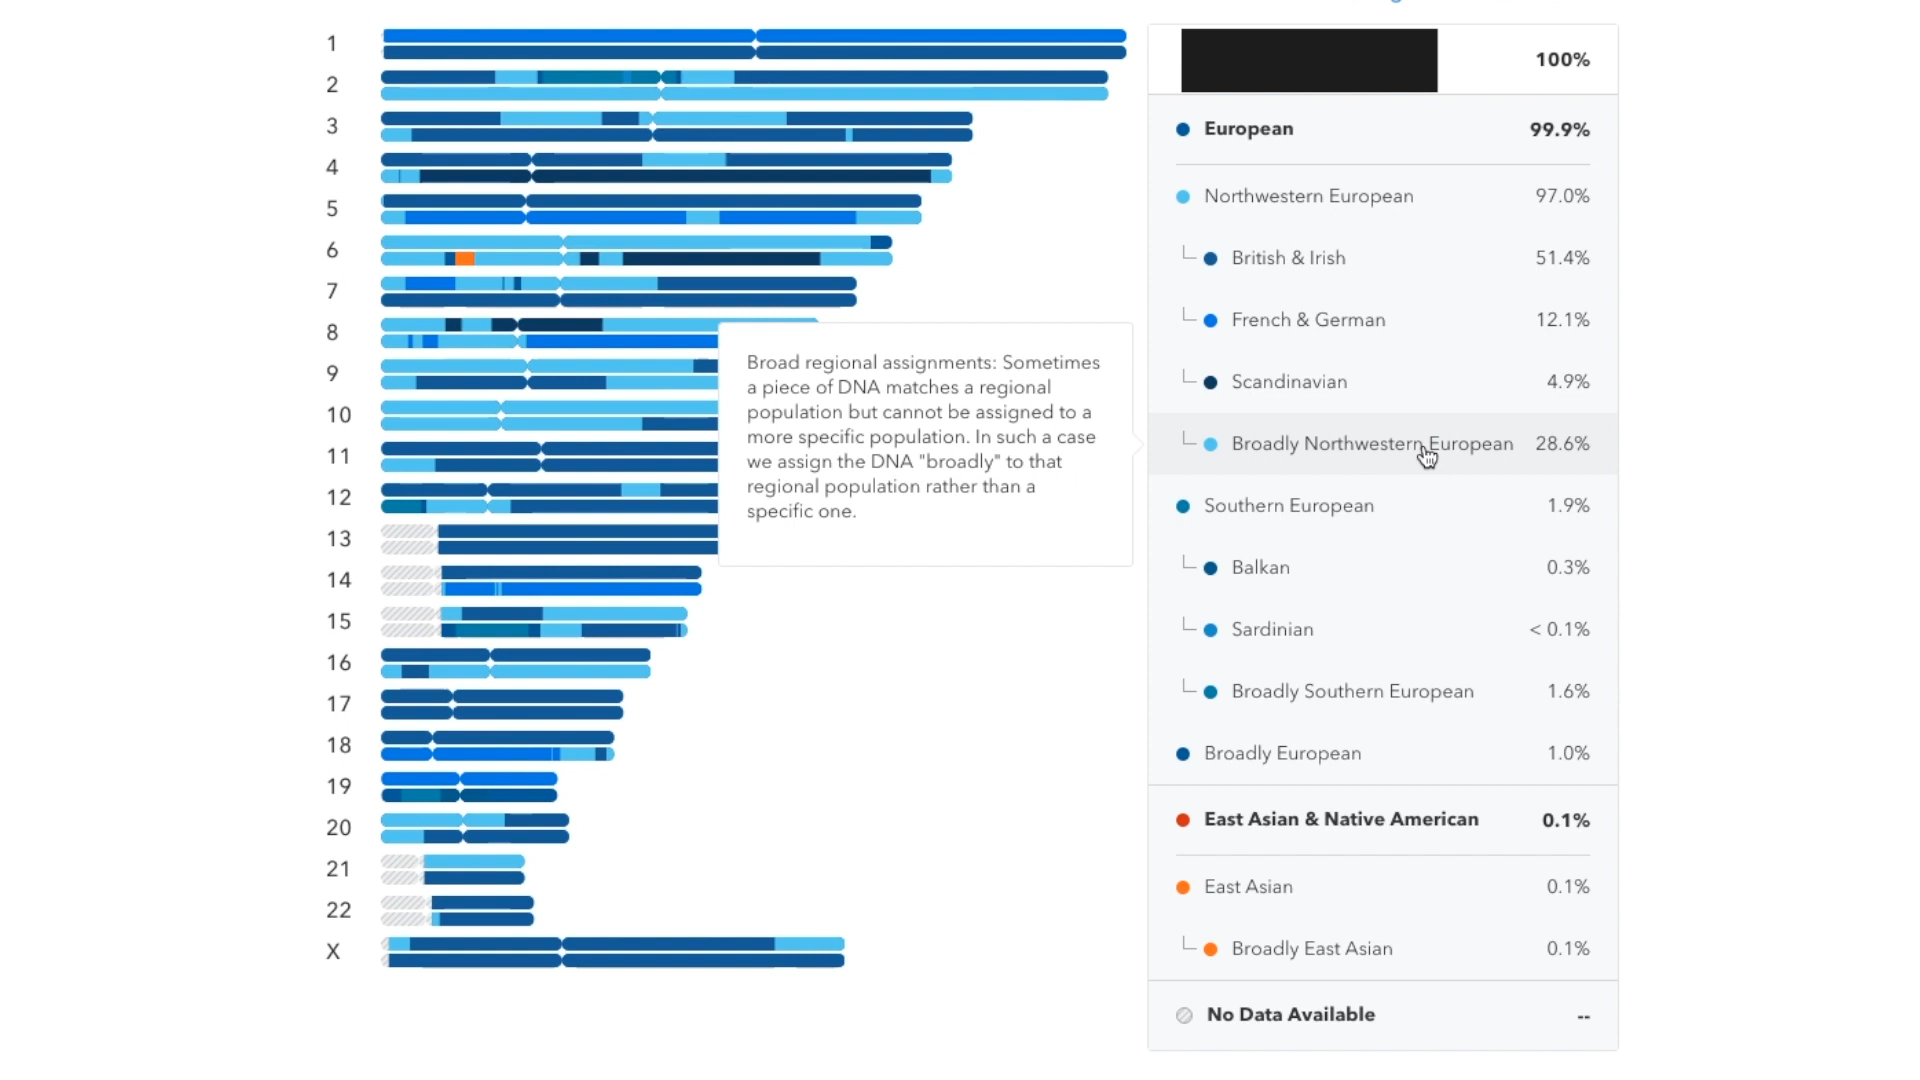 1
2
3
4
5
6
7
8
9
10
11
12
13
14
15
16
17
18
19
20
21
22
X
Broad regional assignments: Sometimes
a piece of DNA matches a regional
population but cannot be assigned to a
more specific population. In such a case
we assign the DNA "broadly" to that
regional population rather than a
specific one.
100%
European 99.9%
Northwestern European 97.0%
British & Irish 51.4%
French & German 12.1%
Scandinavian 4.9%
Broadly Northwestern European 28.6%
Southern European 1.9%
Balkan 0.3%
Sardinian < 0.1%
Broadly Southern European 1.6%
Broadly European 1.0%
East Asian & Native American 0.1%
East Asian 0.1%
Broadly East Asian 0.1%
No Data Available --